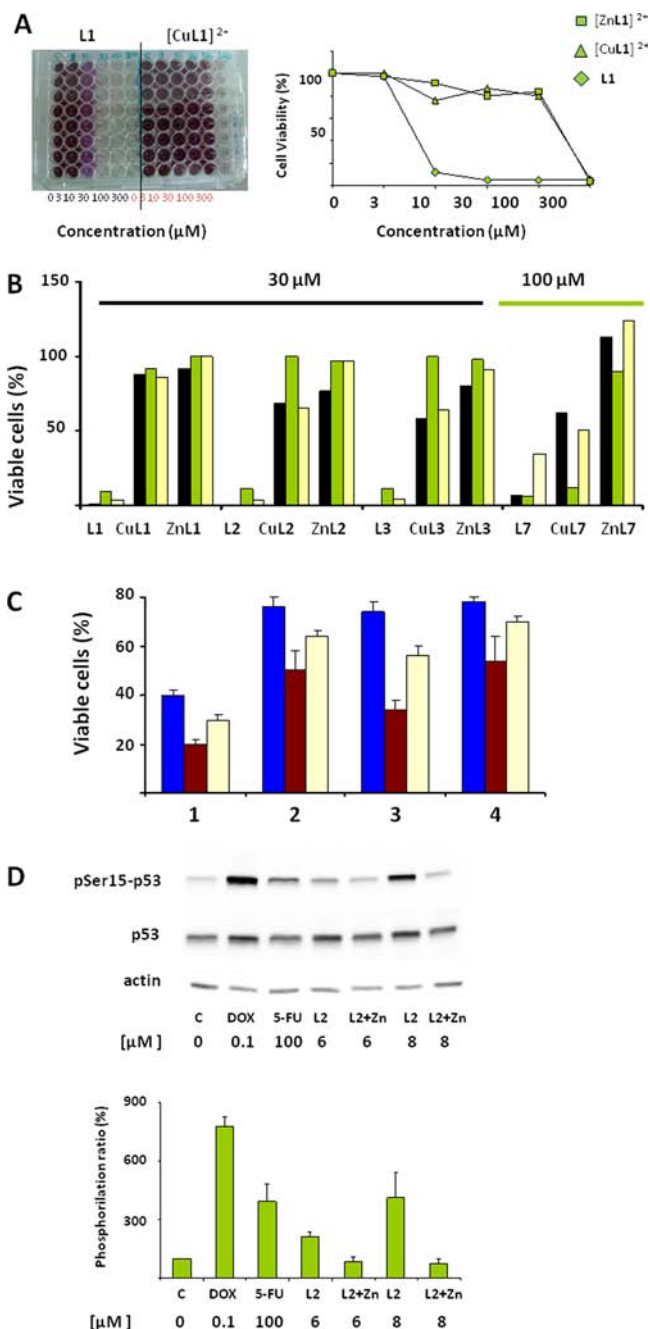 A
L1
[CuL1] 2+
0 3 10 30 100 300 0 3 10 30 100 300
Concentration (µM)
[ZnL1] 2+
[CuL1] 2+
L1
Cell Viability (%)
100
50
0 3 10 30 100 300
Concentration (µM)
B
30 µM
100 µM
Viable cells (%)
150
100
50
L1 CuL1 ZnL1 L2 CuL2 ZnL2 L3 CuL3 ZnL3 L7 CuL7 ZnL7
C
Viable cells (%)
80
60
40
20
1 2 3 4
D
pSer15-p53
p53
actin
C DOX 5-FU L2 L2+Zn L2 L2+Zn
[µM ] 0 0.1 100 6 6 8 8
Phosphorilation ratio (%)
900
600
300
C DOX 5-FU L2 L2+Zn L2 L2+Zn
[µM] 0 0.1 100 6 6 8 8